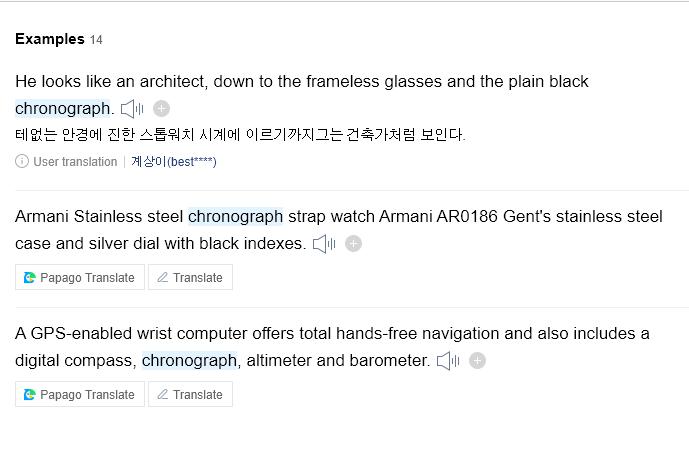 Examples 14
He looks like an architect, down to the frameless glasses and the plain black
chronograph.
테없는 안경에 진한 스톱워치 시계에 이르기까지그는 건축가처럼 보인다.
User translation | 계상이(best****)
Armani Stainless steel chronograph strap watch Armani AR0186 Gent's stainless steel
case and silver dial with black indexes.
Papago Translate Translate
A GPS-enabled wrist computer offers total hands-free navigation and also includes a
digital compass, chronograph, altimeter and barometer.
Papago Translate Translate